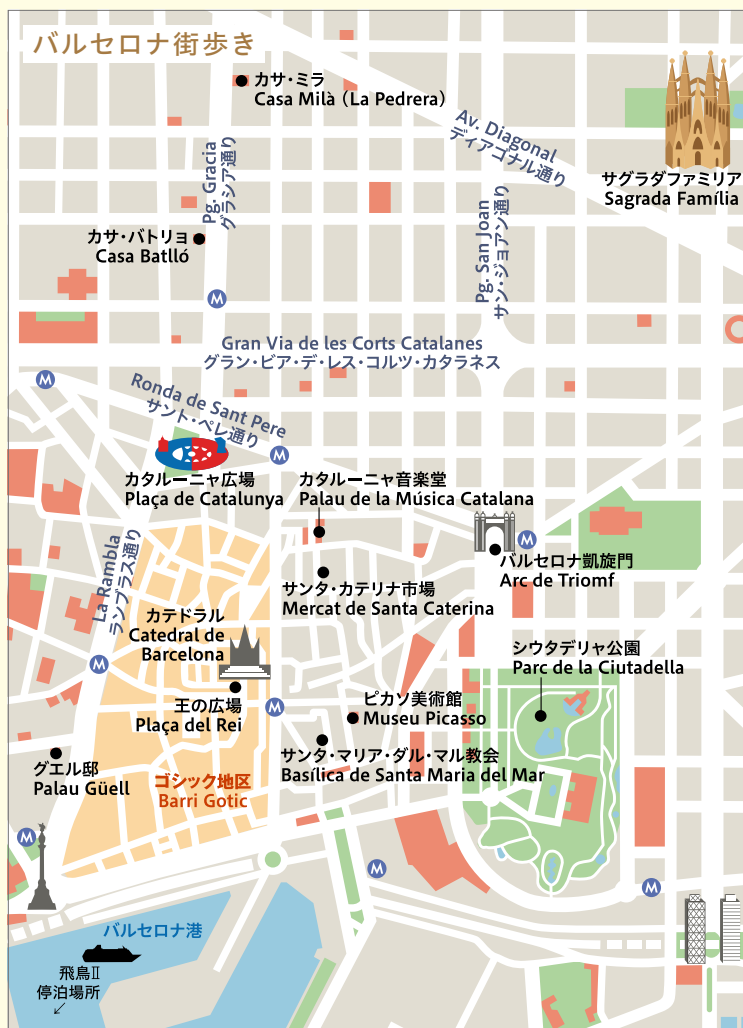 バルセロナ街歩き
カサ・ミラ
Casa Milà (La Pedrera)
Av. Diagonal
ディアゴナル通り
サグラダファミリア
Sagrada Família
Pg. Gracia
グラシア通り
カサ・バトリョ
Casa Batlló
Pg. San Joan
サン・ジョアン通り
M
Gran Via de les Corts Catalanes
グラン・ビア・デ・レス・コルツ・カタラネス
M
Ronda de Sant Pere
サント・ペレ通り
M
カタルーニャ広場
Plaça de Catalunya
カタルーニャ音楽堂
Palau de la Música Catalana
La Rambla
ランブラス通り
M
バルセロナ凱旋門
Arc de Triomf
サンタ・カテリナ市場
Mercat de Santa Caterina
カテドラル
Catedral de
Barcelona
シウタデリャ公園
Parc de la Ciutadella
M
王の広場
Plaça del Rei
M
ピカソ美術館
Museu Picasso
サンタ・マリア・ダル・マル教会
Basílica de Santa Maria del Mar
グエル邸
Palau Güell
ゴシック地区
Barri Gotic
M
M
M
バルセロナ港
飛鳥Ⅱ
停泊場所
↙